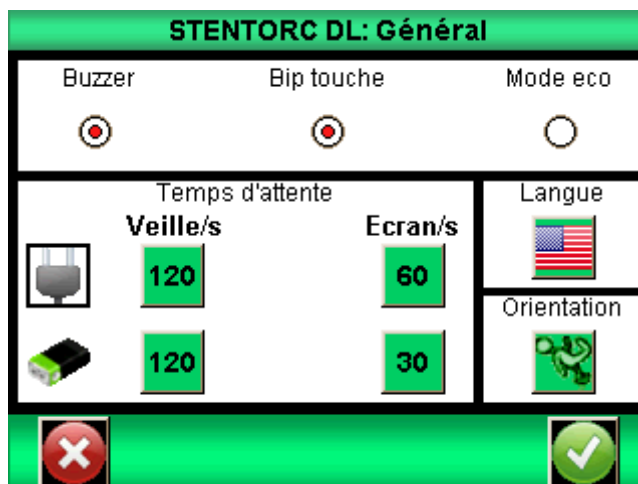 STENTORC DL: Général
Buzzer Bip touche Mode eco
Temps d'attente Langue
Veille/s Ecran/s
120 60
Orientation
120 30